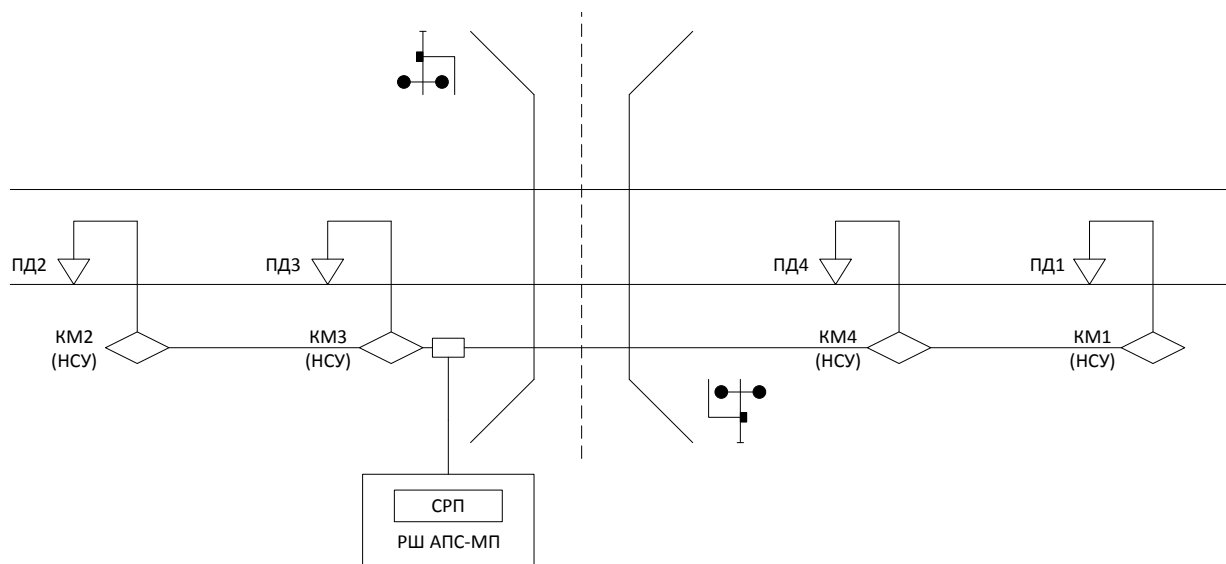 ПД2
ПД3
ПД4
ПД1
КМ2
(НСУ)
КМ3
(НСУ)
КМ4
(НСУ)
КМ1
(НСУ)
СРП
РШ АПС-МП